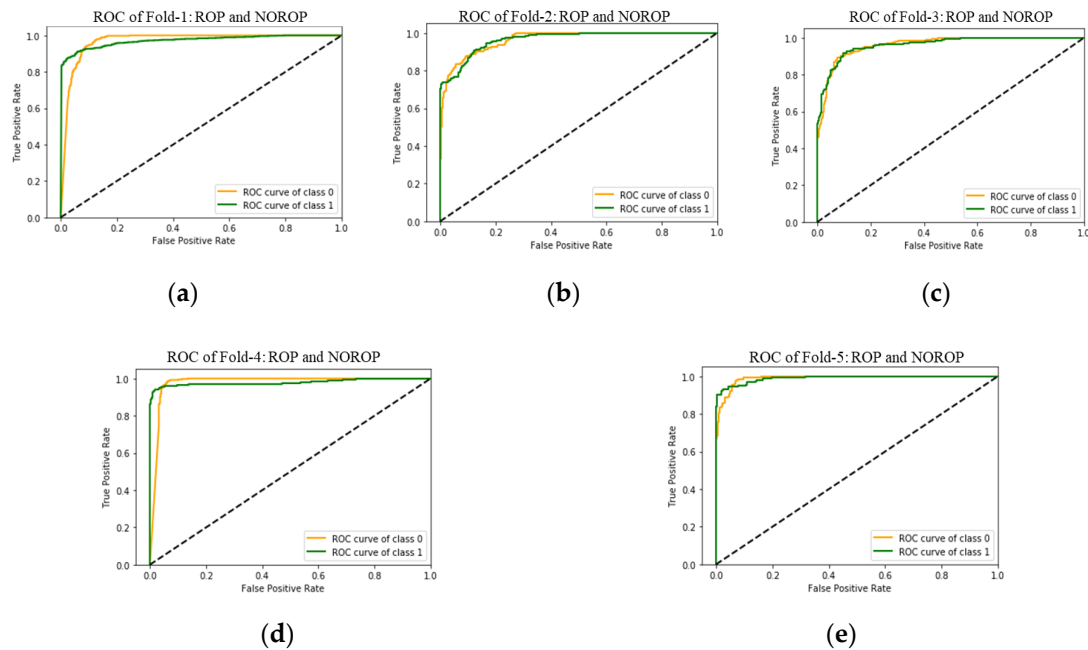 ROC of Fold-1: ROP and NOROP
1.0
0.8
0.6
0.4
0.2
0.0
True Positive Rate
0.0 0.2 0.4 0.6 0.8 1.0
False Positive Rate
ROC curve of class 0
ROC curve of class 1
(a)
ROC of Fold-2: ROP and NOROP
1.0
0.8
0.6
0.4
0.2
0.0
True Positive Rate
0.0 0.2 0.4 0.6 0.8 1.0
False Positive Rate
ROC curve of class 0
ROC curve of class 1
(b)
ROC of Fold-3: ROP and NOROP
1.0
0.8
0.6
0.4
0.2
0.0
True Positive Rate
0.0 0.2 0.4 0.6 0.8 1.0
False Positive Rate
ROC curve of class 0
ROC curve of class 1
(c)
ROC of Fold-4: ROP and NOROP
1.0
0.8
0.6
0.4
0.2
0.0
True Positive Rate
0.0 0.2 0.4 0.6 0.8 1.0
False Positive Rate
ROC curve of class 0
ROC curve of class 1
(d)
ROC of Fold-5: ROP and NOROP
1.0
0.8
0.6
0.4
0.2
0.0
True Positive Rate
0.0 0.2 0.4 0.6 0.8 1.0
False Positive Rate
ROC curve of class 0
ROC curve of class 1
(e)